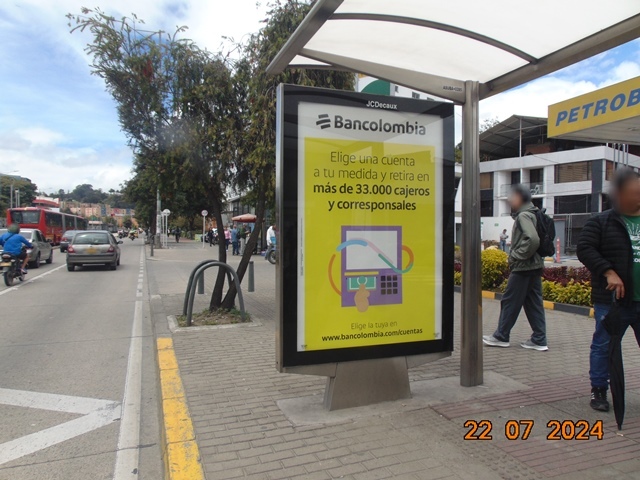 JCDecaux
Bancolombia
Elige una cuenta
a tu medida y retira en
más de 33.000 cajeros
y corresponsales
Elige la tuya en
www.bancolombia.com/cuentas
PETROB
22 07 2024